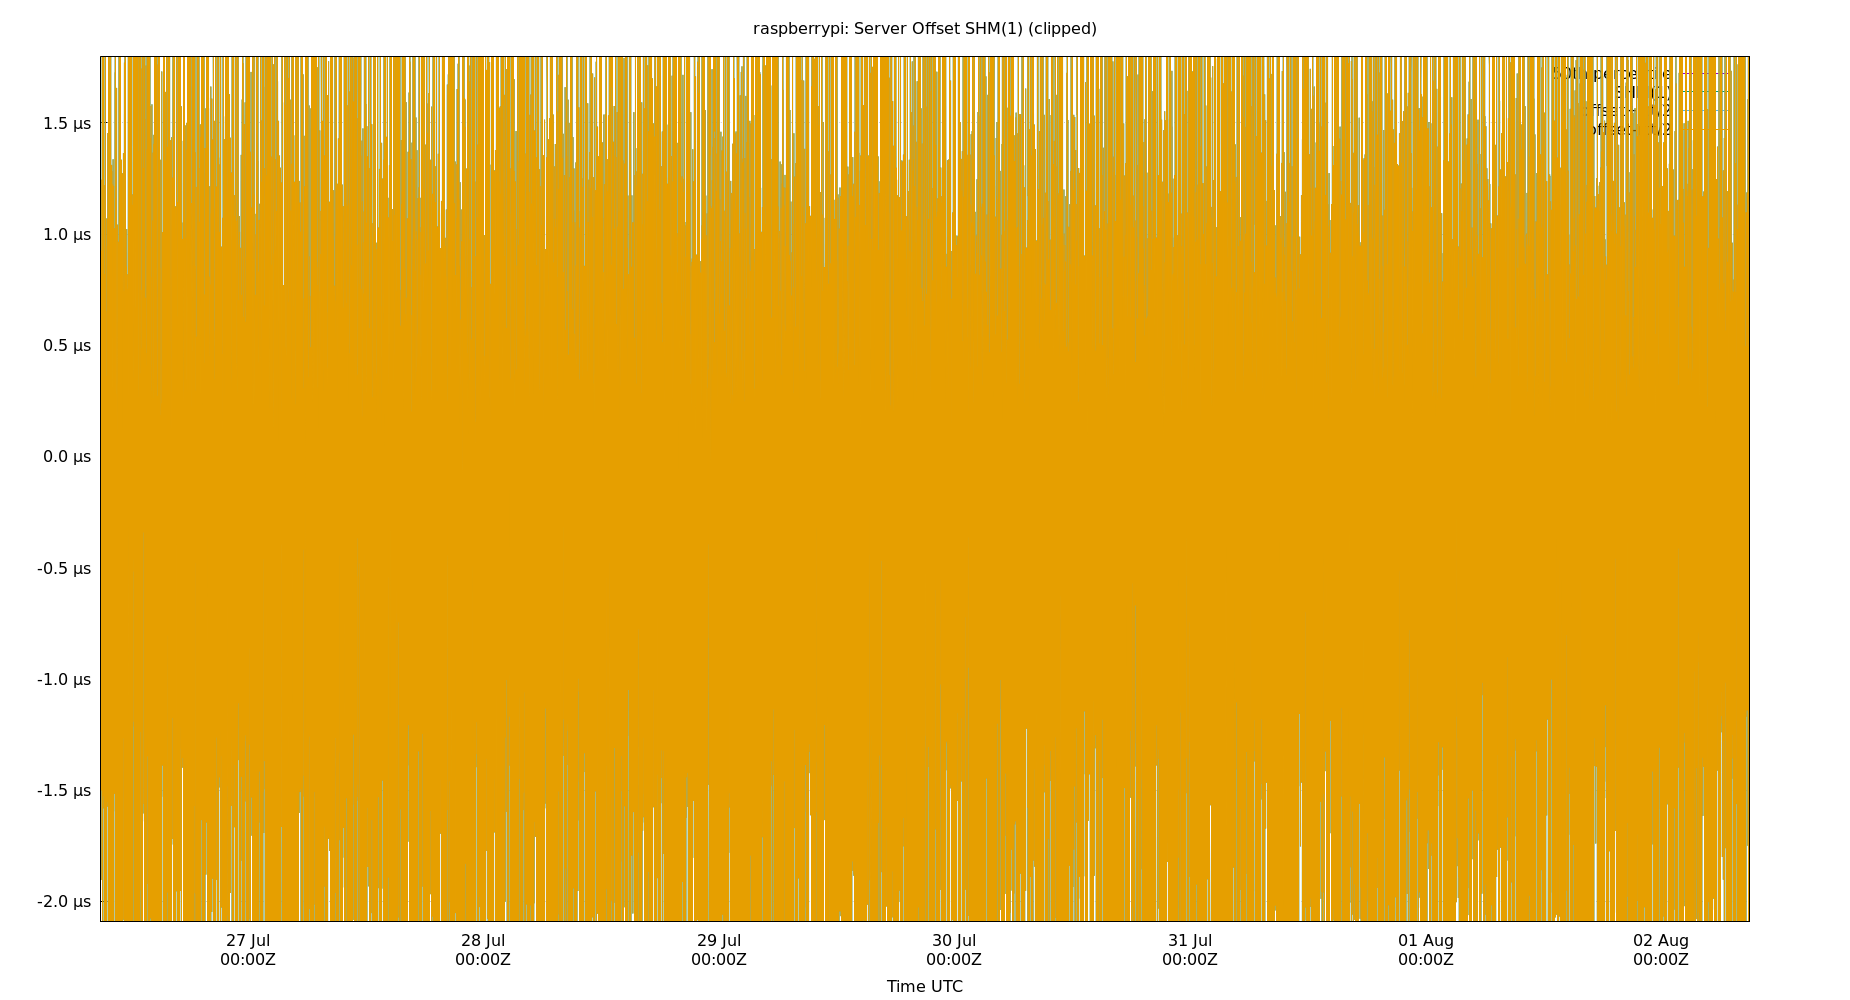 raspberrypi: Server Offset SHM(1) (clipped)
1.5 µs
1.0 µs
0.5 µs
0.0 µs
-0.5 µs
-1.0 µs
-1.5 µs
-2.0 µs
27 Jul 28 Jul 29 Jul 30 Jul 31 Jul 01 Aug 02 Aug
00:00Z 00:00Z 00:00Z 00:00Z 00:00Z 00:00Z 00:00Z
Time UTC